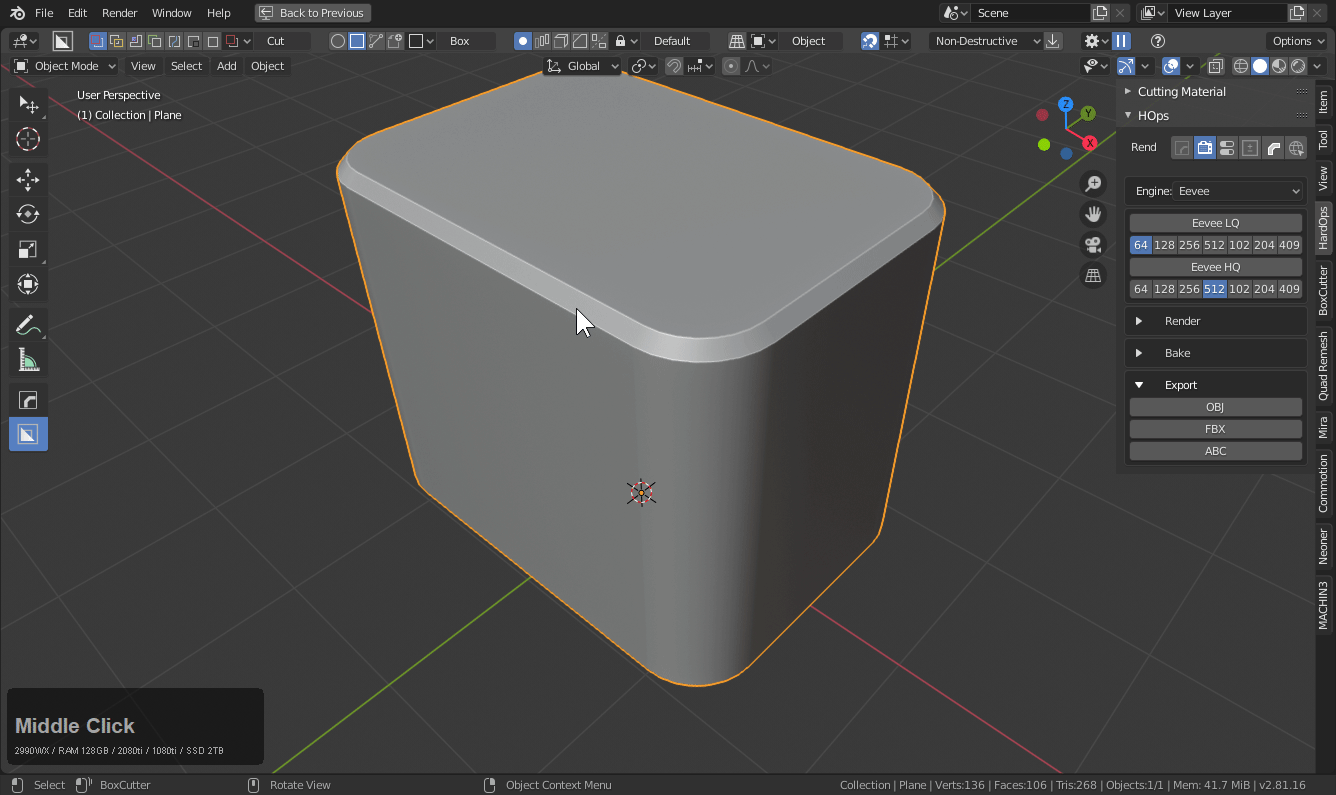 File Edit Render Window Help Back to Previous Scene View Layer
Cut Box Default Object Non-Destructive Options
Object Mode View Select Add Object Global
User Perspective
(1) Collection | Plane
Z
Y
X
Cutting Material
HOps
Rend
Engine: Eevee
Eevee LQ
64 128 256 512 102 204 409
Eevee HQ
64 128 256 512 102 204 409
Render
Bake
Export
OBJ
FBX
ABC
Item
Tool
View
HardOps
BoxCutter
Quad Remesh
Mira
Commotion
Neoner
MACHIN3
Middle Click
2990WX / RAM 128GB / 2080ti / 1080ti / SSD 2TB
Select BoxCutter Rotate View Object Context Menu Collection | Plane | Verts:136 | Faces:106 | Tris:268 | Objects:1/1 | Mem: 41.7 MiB | v2.81.16